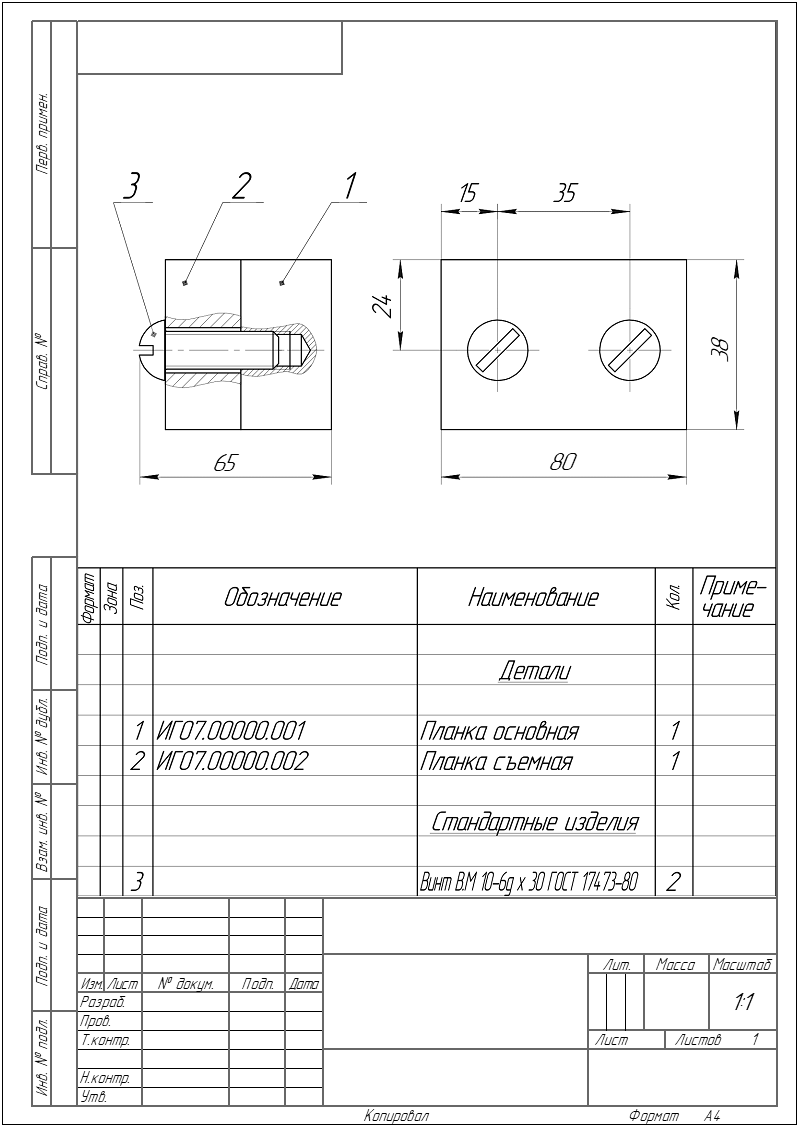 Перв. примен.
Справ. №
3 2 1
15 35
24
38
65
80
Формат Зона Поз. Обозначение Наименование Кол. Приме-
чание
Детали
1 ИГ07.00000.001 Планка основная 1
2 ИГ07.00000.002 Планка съемная 1
Стандартные изделия
3 Винт В.М 10-6g х 30 ГОСТ 17473-80 2
Подп. и дата
Инв. № дубл.
Взам. инв. №
Подп. и дата
Инв. № подл.
Изм. Лист № докум. Подп. Дата
Разраб.
Пров.
Т.контр.
Н.контр.
Утв.
Лит. Масса Масштаб
1:1
Лист Листов 1
Копировал Формат А4